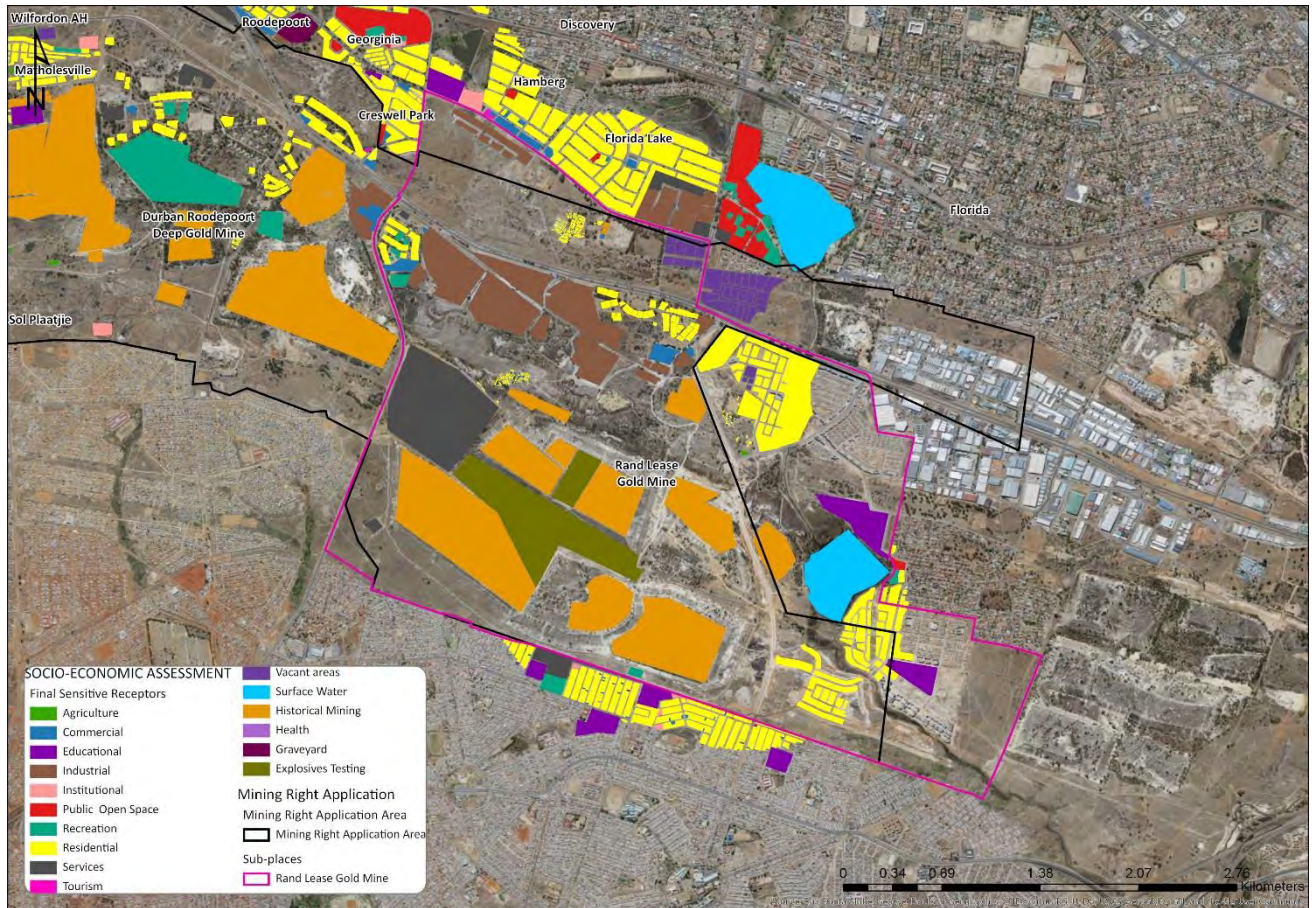 Wilfordon AH
Roodepoort
Discovery
Georginia
Matholesville
Hamberg
N
Creswell Park
Florida Lake
Florida
Durban Roodepoort
Deep Gold Mine
Sol Plaatjie
Rand Lease
Gold Mine
SOCIO-ECONOMIC ASSESSMENT
Final Sensitive Receptors
Agriculture
Commercial
Educational
Industrial
Institutional
Public Open Space
Recreation
Residential
Services
Tourism
Vacant areas
Surface Water
Historical Mining
Health
Graveyard
Explosives Testing
Mining Right Application
Mining Right Application Area
Mining Right Application Area
Sub-places
Rand Lease Gold Mine
0 0.34 0.69 1.38 2.07 2.76
Kilometers